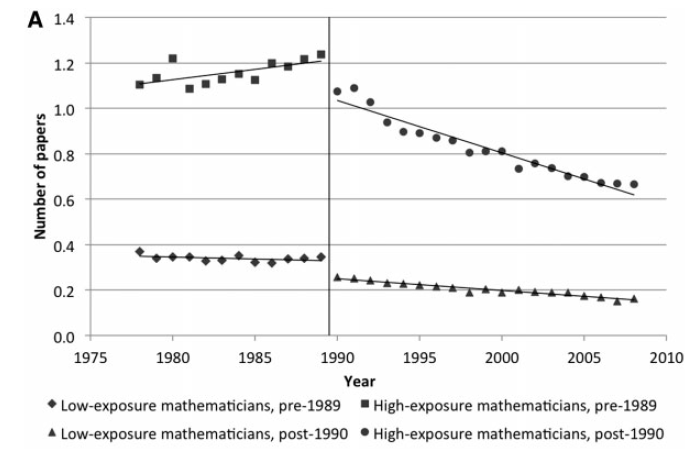 A
1.4
1.2
1.0
0.8
0.6
0.4
0.2
0.0
Number of papers
1975 1980 1985 1990 1995 2000 2005 2010
Year
Low-exposure mathematicians, pre-1989 High-exposure mathematicians, pre-1989
Low-exposure mathematicians, post-1990 High-exposure mathematicians, post-1990